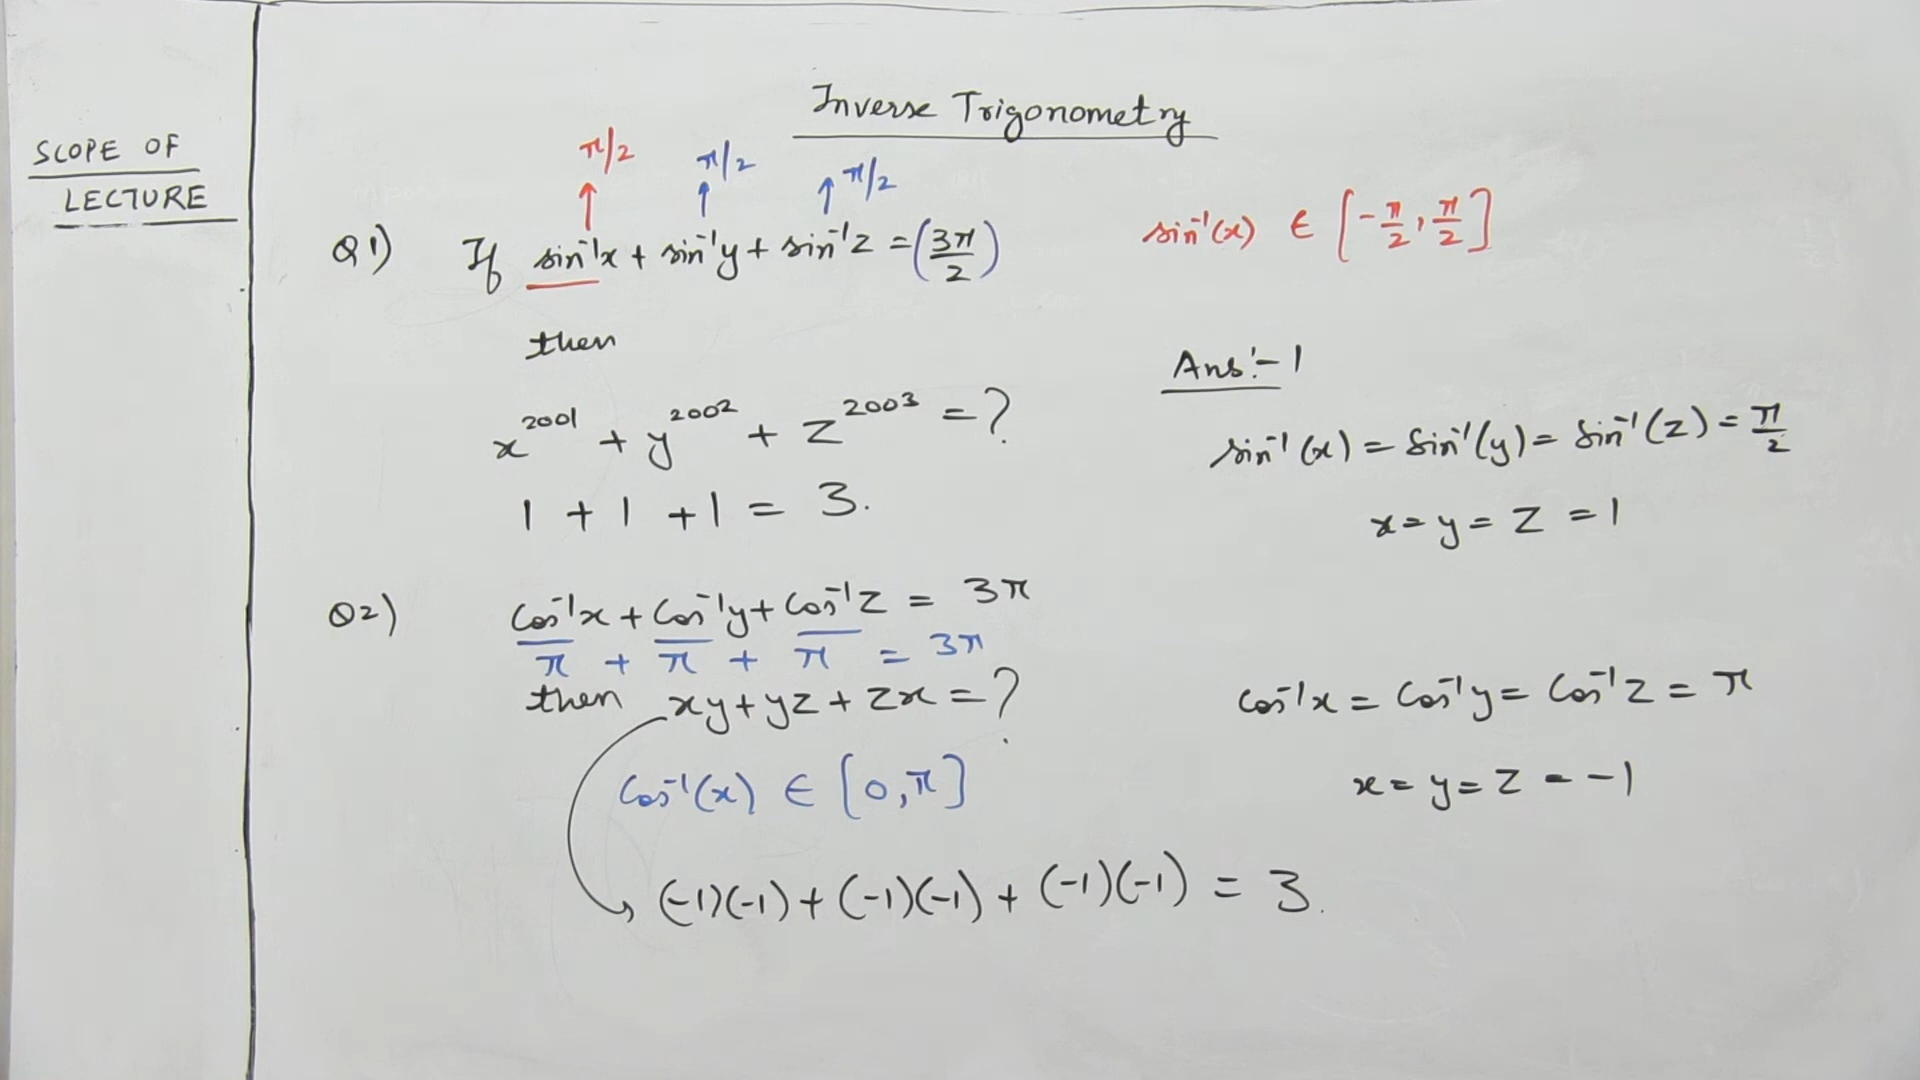 SCOPE OF
LECTURE
Inverse Trigonometry
π/2 π/2 π/2
Q1) If sin⁻¹x + sin⁻¹y + sin⁻¹z = (3π/2)
sin⁻¹(x) ∈ [-π/2, π/2]
then
x²⁰⁰¹ + y²⁰⁰² + z²⁰⁰³ = ?
1 + 1 + 1 = 3.
Ans:- 1
sin⁻¹(x) = sin⁻¹(y) = sin⁻¹(z) = π/2
x = y = z = 1
Q2) cos⁻¹x + cos⁻¹y + cos⁻¹z = 3π
π + π + π = 3π
then xy + yz + zx = ?
cos⁻¹(x) ∈ [0, π]
cos⁻¹x = cos⁻¹y = cos⁻¹z = π
x = y = z = -1
(-1)(-1) + (-1)(-1) + (-1)(-1) = 3.